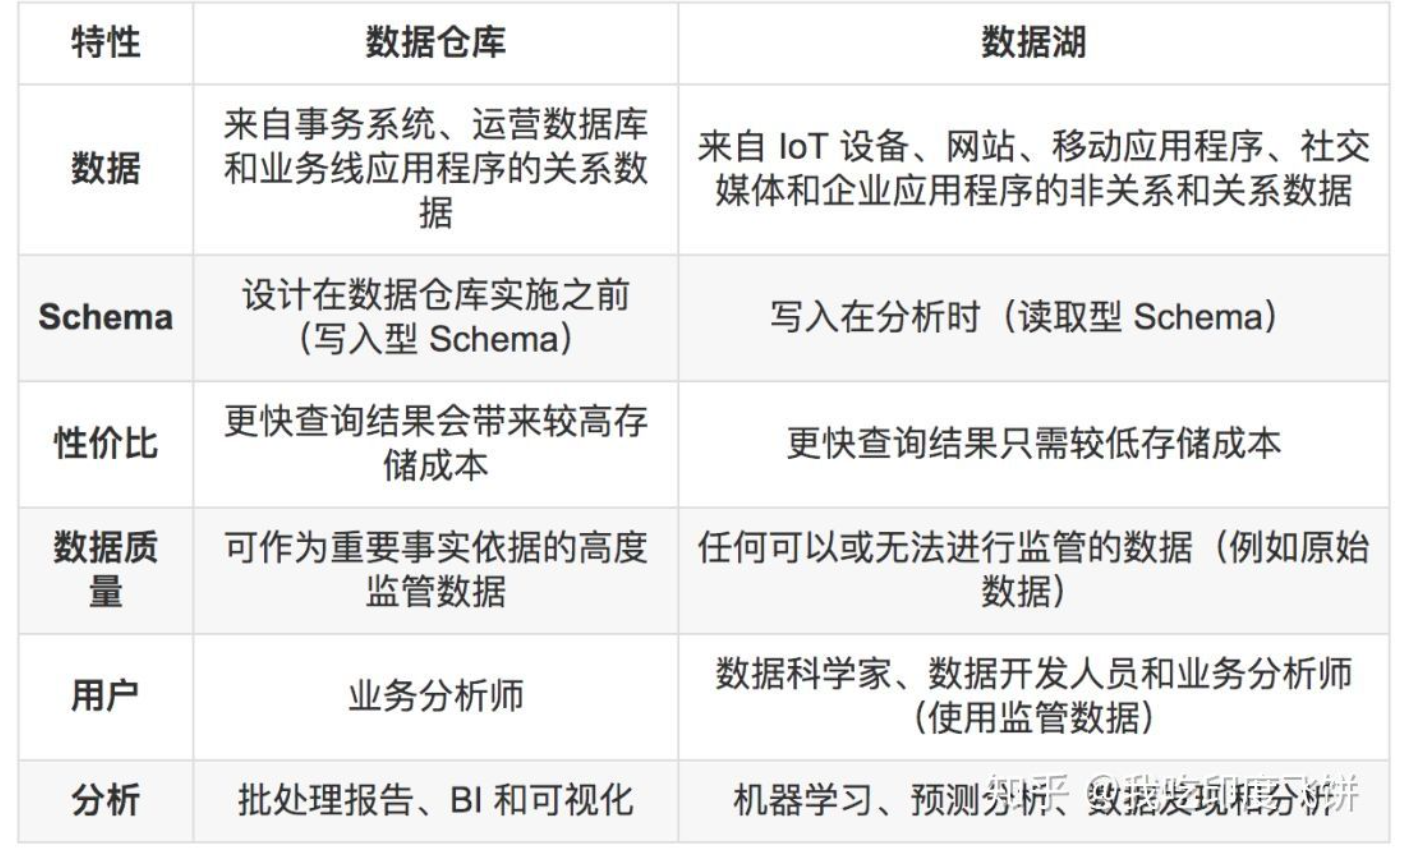 特性
数据仓库
数据湖
数据
来自事务系统、运营数据库
和业务线应用程序的关系数
据
来自 IoT 设备、网站、移动应用程序、社交
媒体和企业应用程序的非关系和关系数据
Schema
设计在数据仓库实施之前
（写入型 Schema）
写入在分析时（读取型 Schema）
性价比
更快查询结果会带来较高存
储成本
更快查询结果只需较低存储成本
数据质
量
可作为重要事实依据的高度
监管数据
任何可以或无法进行监管的数据（例如原始
数据）
用户
业务分析师
数据科学家、数据开发人员和业务分析师
（使用监管数据）
分析
批处理报告、BI 和可视化
机器学习、预测分析、数据发现和分析
知乎 @我吃印度飞饼